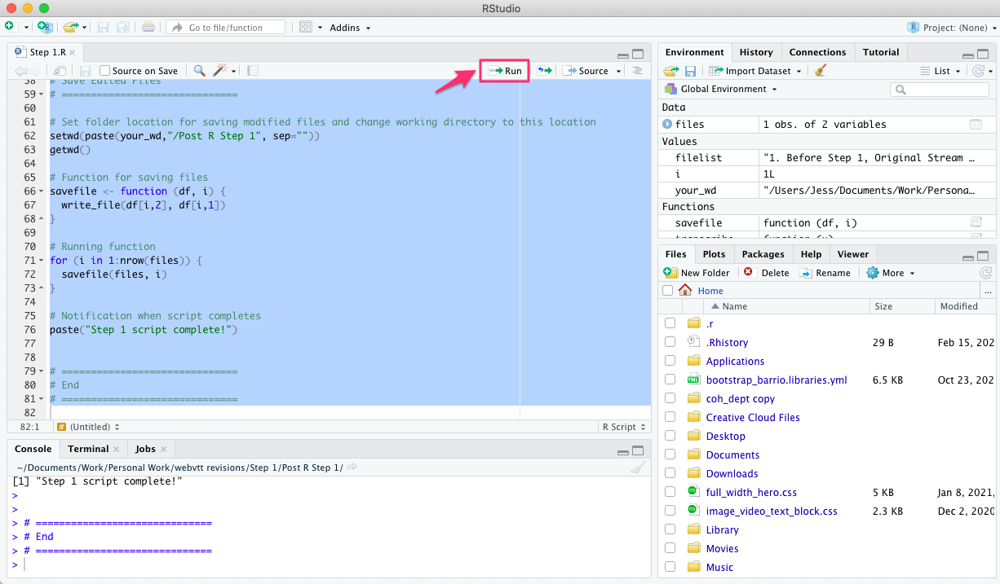 RStudio
Go to file/function
Addins
Project: (None)
Step 1.R
Source on Save
Run
Source
58 # Save Edited Files
59 # ==============================
60
61 # Set folder location for saving modified files and change working directory to this location
62 setwd(paste(your_wd,"/Post R Step 1", sep=""))
63 getwd()
64
65 # Function for saving files
66 savefile <- function (df, i) {
67   write_file(df[i,2], df[i,1])
68 }
69
70 # Running function
71 for (i in 1:nrow(files)) {
72   savefile(files, i)
73 }
74
75 # Notification when script completes
76 paste("Step 1 script complete!")
77
78
79 # ==============================
80 # End
81 # ==============================
82
82:1 # (Untitled) R Script
Console Terminal Jobs
~/Documents/Work/Personal Work/webvtt revisions/Step 1/Post R Step 1/
[1] "Step 1 script complete!"
>
>
> # ==============================
> # End
> # ==============================
>
Environment History Connections Tutorial
Import Dataset List
Global Environment
Data
files 1 obs. of 2 variables
Values
filelist "1. Before Step 1, Original Stream …
i 1L
your_wd "/Users/Jess/Documents/Work/Persona…
Functions
savefile function (df, i)
transcribe function (x)
Files Plots Packages Help Viewer
New Folder Delete Rename More
Home ...
Name Size Modified
.r
.Rhistory 29 B Feb 15, 202
Applications
YML bootstrap_barrio.libraries.yml 6.5 KB Oct 23, 202
coh_dept copy
Creative Cloud Files
Desktop
Documents
Downloads
CSS full_width_hero.css 5 KB Jan 8, 2021,
CSS image_video_text_block.css 2.3 KB Dec 2, 2020
Library
Movies
Music